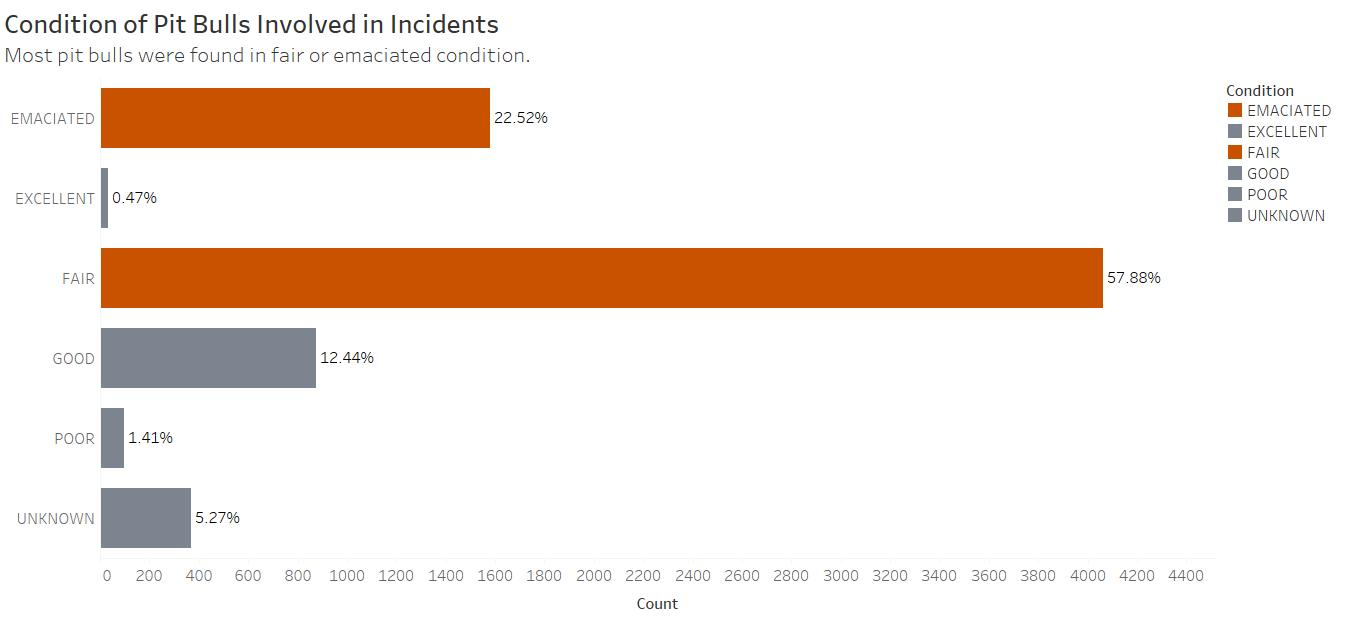 Condition of Pit Bulls Involved in Incidents
Most pit bulls were found in fair or emaciated condition.
EMACIATED 22.52%
EXCELLENT 0.47%
FAIR 57.88%
GOOD 12.44%
POOR 1.41%
UNKNOWN 5.27%
0 200 400 600 800 1000 1200 1400 1600 1800 2000 2200 2400 2600 2800 3000 3200 3400 3600 3800 4000 4200 4400
Count
Condition
EMACIATED
EXCELLENT
FAIR
GOOD
POOR
UNKNOWN